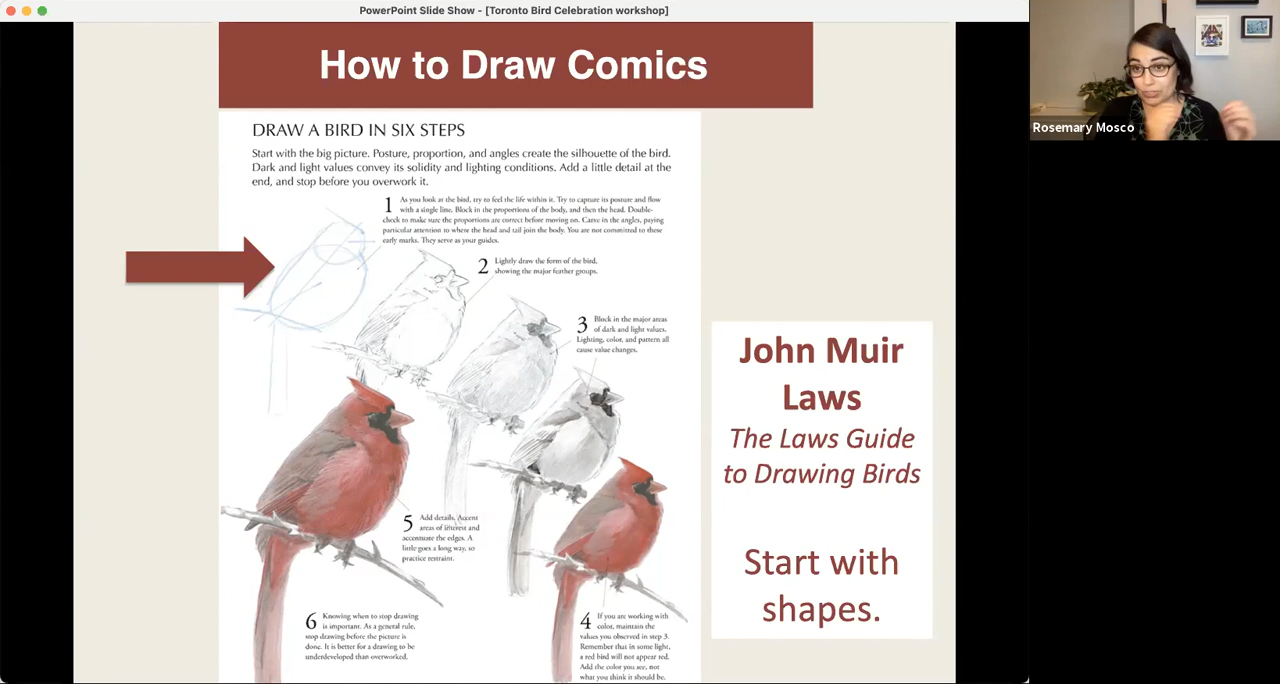 PowerPoint Slide Show - [Toronto Bird Celebration workshop]
How to Draw Comics
DRAW A BIRD IN SIX STEPS
Start with the big picture. Posture, proportion, and angles create the silhouette of the bird.
Dark and light values convey its solidity and lighting conditions. Add a little detail at the
end, and stop before you overwork it.
1 As you look at the bird, try to feel the life within it. Try to capture its posture and flow
with a single line. Block in the proportions of the body, and then the head. Double-
check to make sure the proportions are correct before moving on. Carve in the angles, paying
particular attention to where the head and tail join the body. You are not committed to these
early marks. They serve as your guides.
2 Lightly draw the form of the bird,
showing the major feather groups.
3 Block in the major areas
of dark and light values.
Lighting, color, and pattern all
cause value changes.
5 Add details. Accent
areas of interest and
accentuate the edges. A
little goes a long way, so
practice restraint.
6 Knowing when to stop drawing
is important. As a general rule,
stop drawing before the picture is
done. It is better for a drawing to be
underdeveloped than overworked.
4 If you are working with
color, maintain the
values you observed in step 3.
Remember that in some light,
a red bird will not appear red.
Add the color you see, not
what you think it should be.
John Muir
Laws
The Laws Guide
to Drawing Birds
Start with
shapes.
Rosemary Mosco